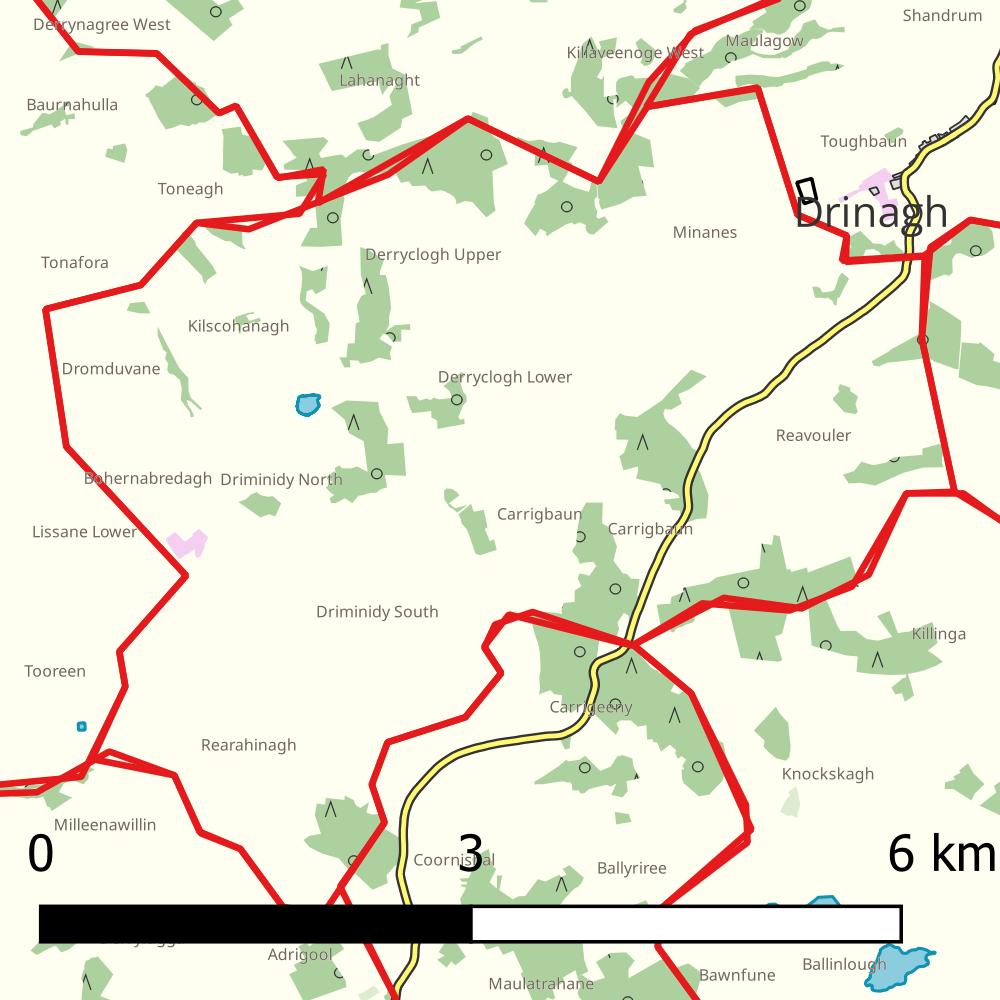 Shandrum
Derrynagree West
Maulagow
Killaveenoge West
Lahanaght
Baurnahulla
Toughbaun
Toneagh
Drinagh
Minanes
Derryclogh Upper
Tonafora
Kilscohanagh
Dromduvane
Derryclogh Lower
Reavouler
Bohernabredagh
Driminidy North
Carrigbaun
Carrigbaun
Lissane Lower
Driminidy South
Killinga
Tooreen
Carrigeeny
Rearahinagh
Knockskagh
Milleenawillin
0 3 6 km
Coornishal
Ballyriree
Adrigool
Ballinlough
Bawnfune
Maulatrahane